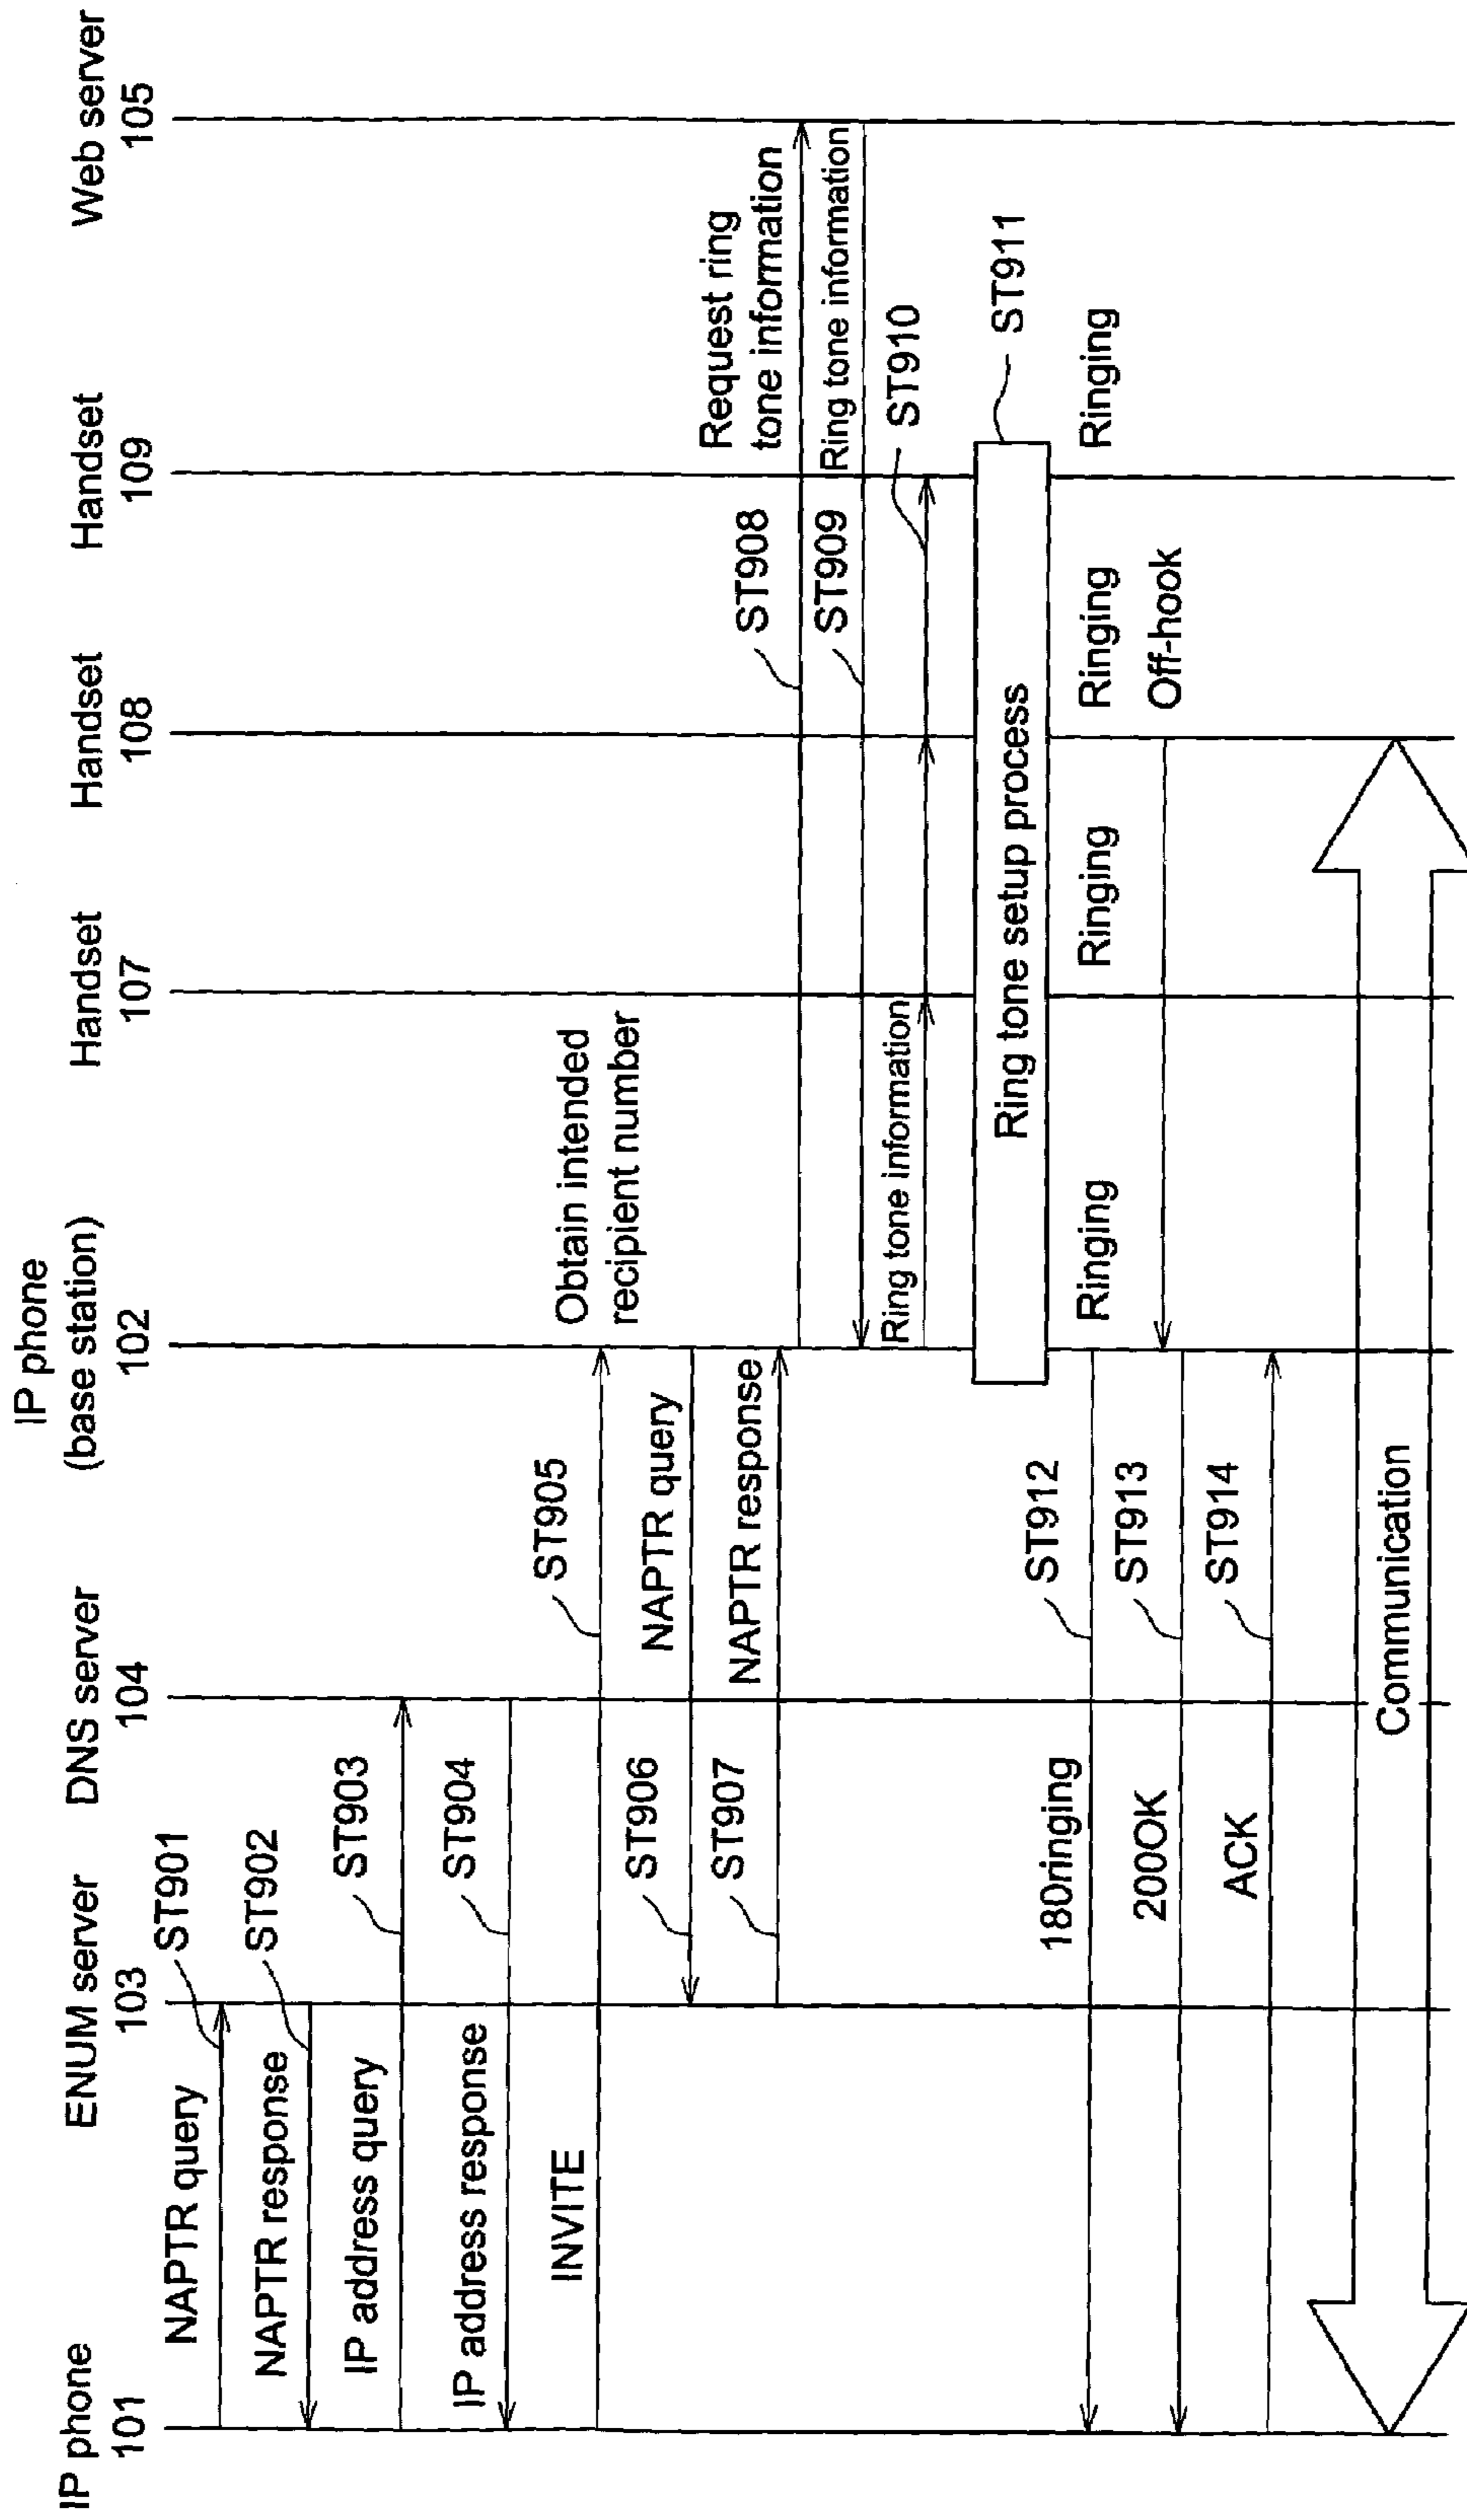 IP phone
101
ENUM server
103
DNS server
104
IP phone
(base station)
102
Handset
107
Handset
108
Handset
109
Web server
105
NAPTR query
ST901
NAPTR response
ST902
IP address query
ST903
IP address response
ST904
INVITE
ST905
Obtain intended
recipient number
ST906
NAPTR query
ST907
NAPTR response
ST908
Request ring
tone information
ST909
Ring tone information
Ring tone information
ST910
Ring tone setup process
ST911
180ringing
ST912
Ringing
Ringing
Ringing
Ringing
Off-hook
200OK
ST913
ACK
ST914
Communication